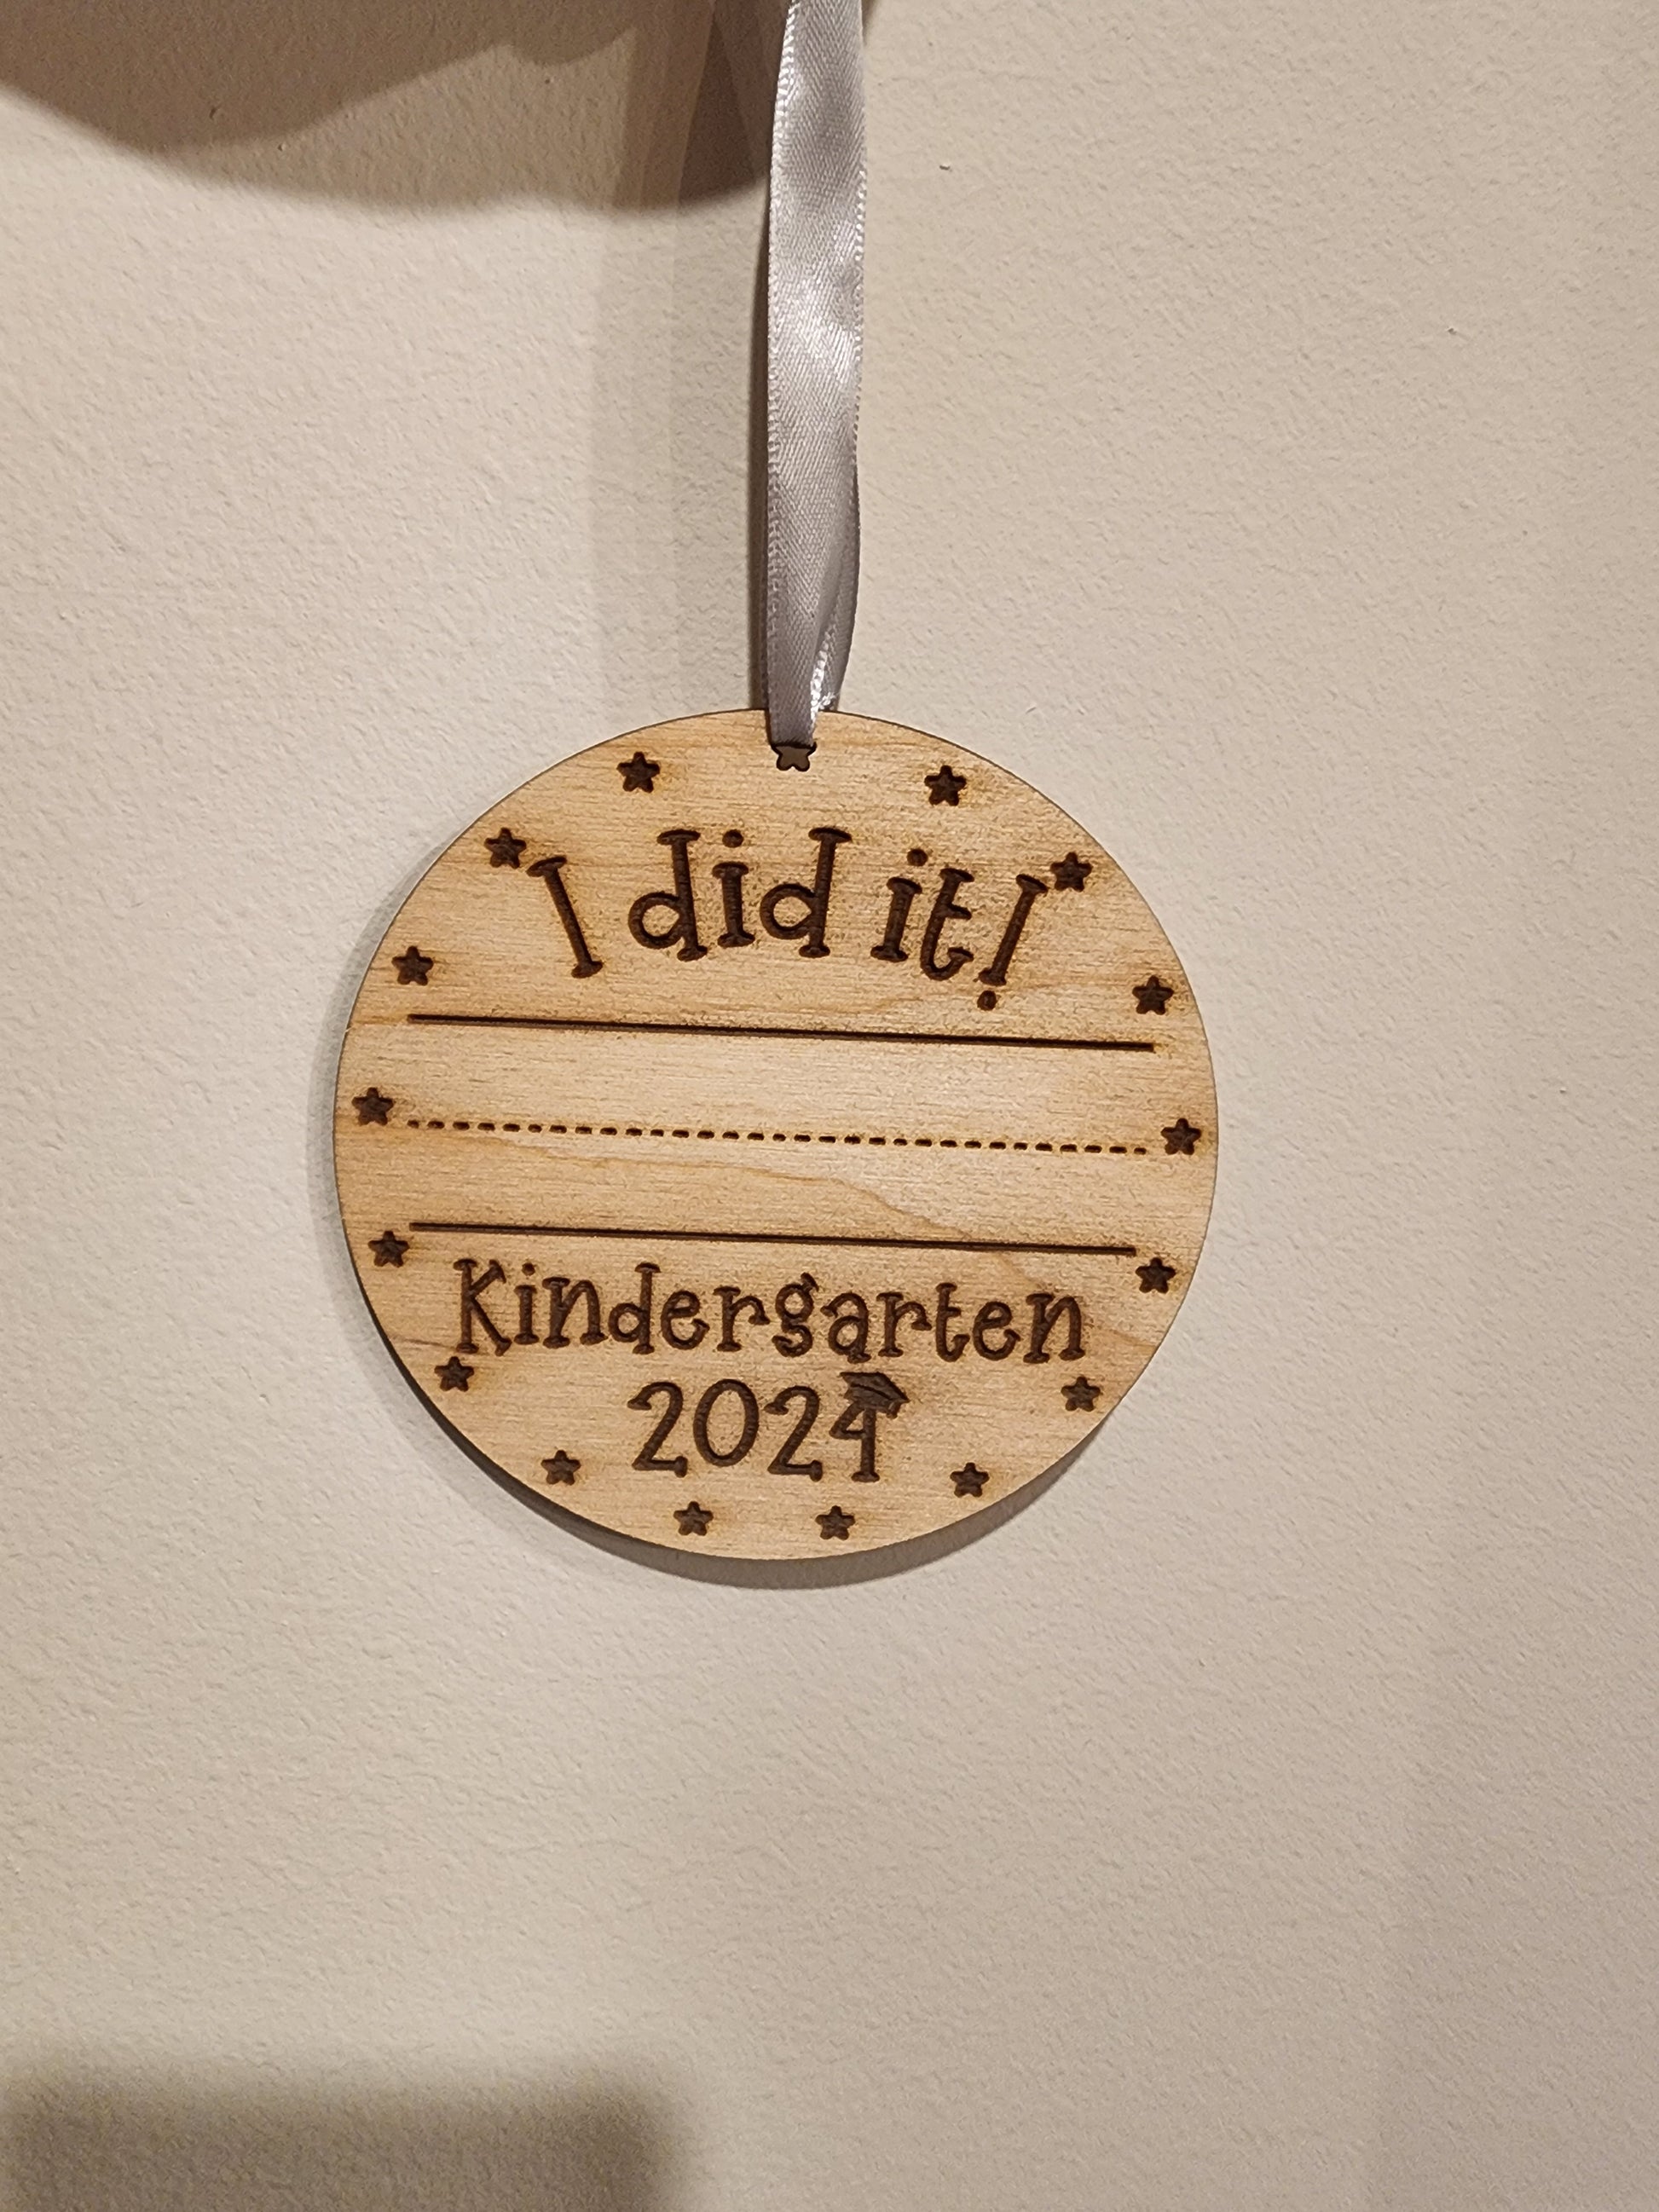 I did it!
Kindergarten
2024